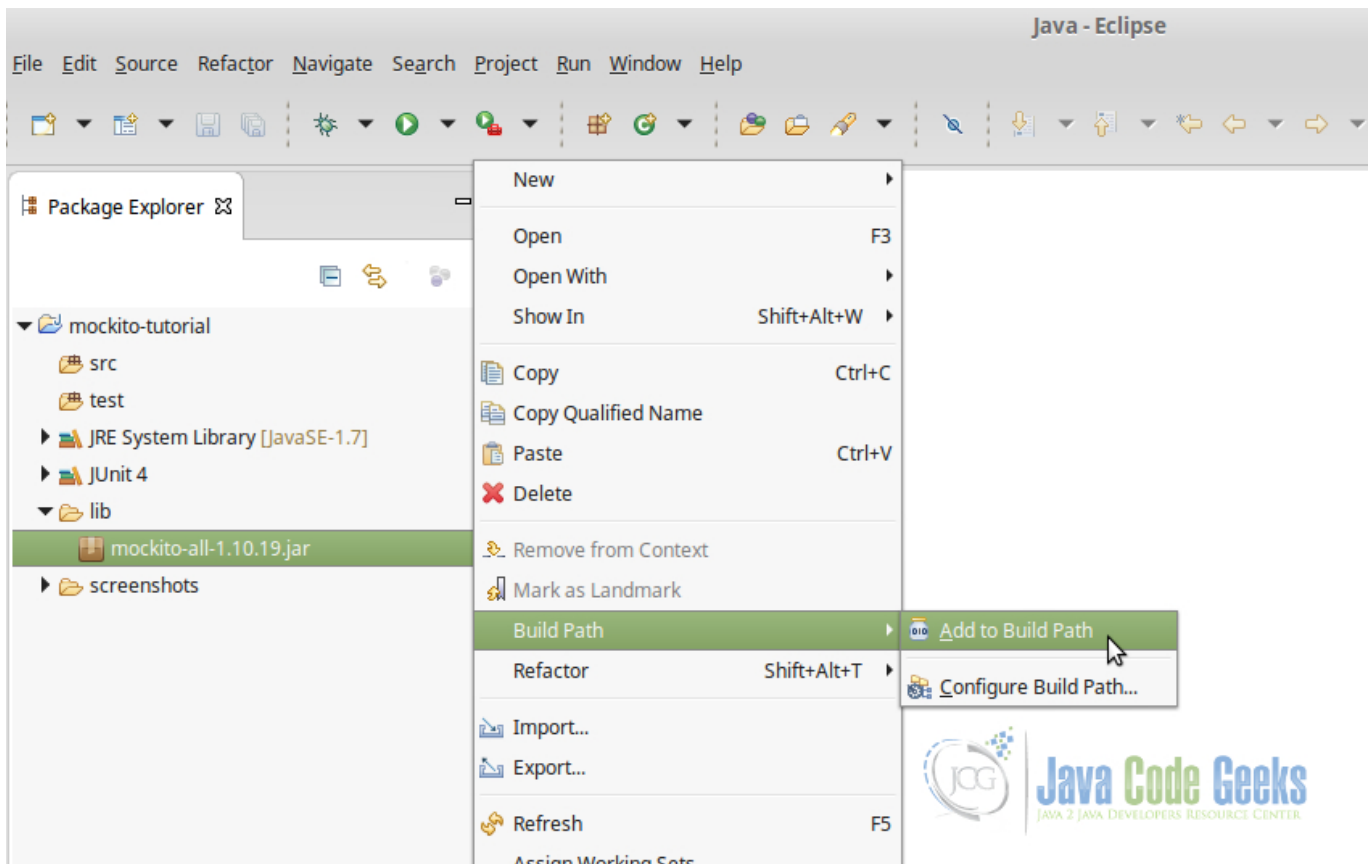 Java - Eclipse
File Edit Source Refactor Navigate Search Project Run Window Help
Package Explorer
mockito-tutorial
src
test
JRE System Library [JavaSE-1.7]
JUnit 4
lib
mockito-all-1.10.19.jar
screenshots
New
Open F3
Open With
Show In Shift+Alt+W
Copy Ctrl+C
Copy Qualified Name
Paste Ctrl+V
Delete
Remove from Context
Mark as Landmark
Build Path
Refactor Shift+Alt+T
Import...
Export...
Refresh F5
Assign Working Sets
Add to Build Path
Configure Build Path...
JCG
Java Code Geeks
JAVA 2 JAVA DEVELOPERS RESOURCE CENTER